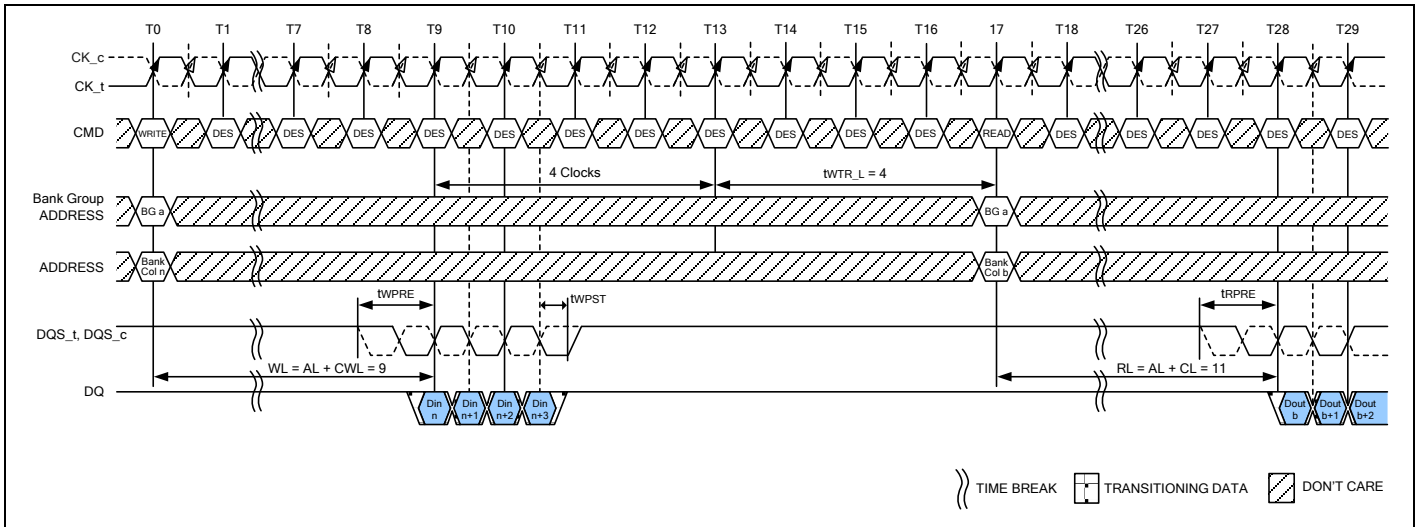 T0 T1 T7 T8 T9 T10 T11 T12 T13 T14 T15 T16 17 T18 T26 T27 T28 T29
CK_c
CK_t
CMD WRITE DES DES DES DES DES DES DES DES DES DES DES READ DES DES DES DES DES
4 Clocks tWTR_L = 4
Bank Group
ADDRESS BG a BG a
ADDRESS Bank
Col n Bank
Col b
tWPRE tWPST tRPRE
DQS_t, DQS_c
WL = AL + CWL = 9 RL = AL + CL = 11
DQ Din
n Din
n+1 Din
n+2 Din
n+3 Dout
b Dout
b+1 Dout
b+2
TIME BREAK TRANSITIONING DATA DON'T CARE